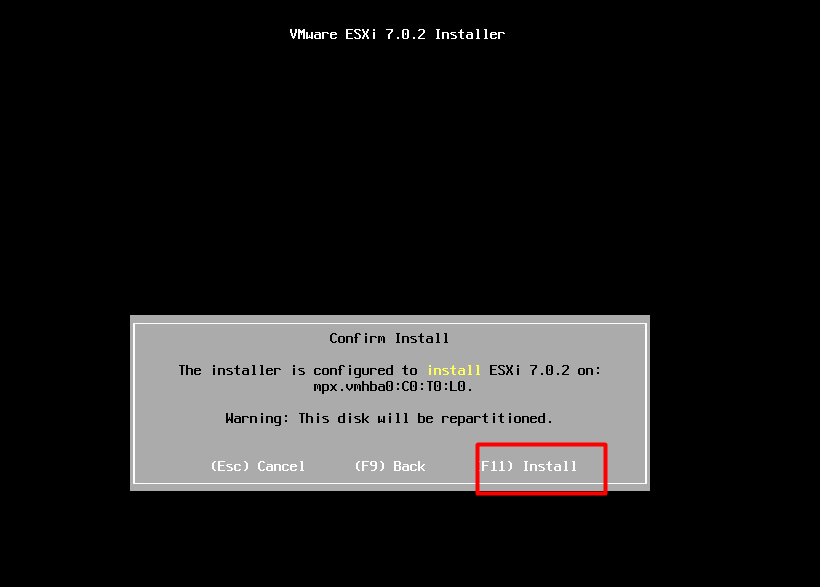 VMware ESXi 7.0.2 Installer
Confirm Install
The installer is configured to install ESXi 7.0.2 on:
mpx.vmhba0:C0:T0:L0.
Warning: This disk will be repartitioned.
(Esc) Cancel (F9) Back F11) Install